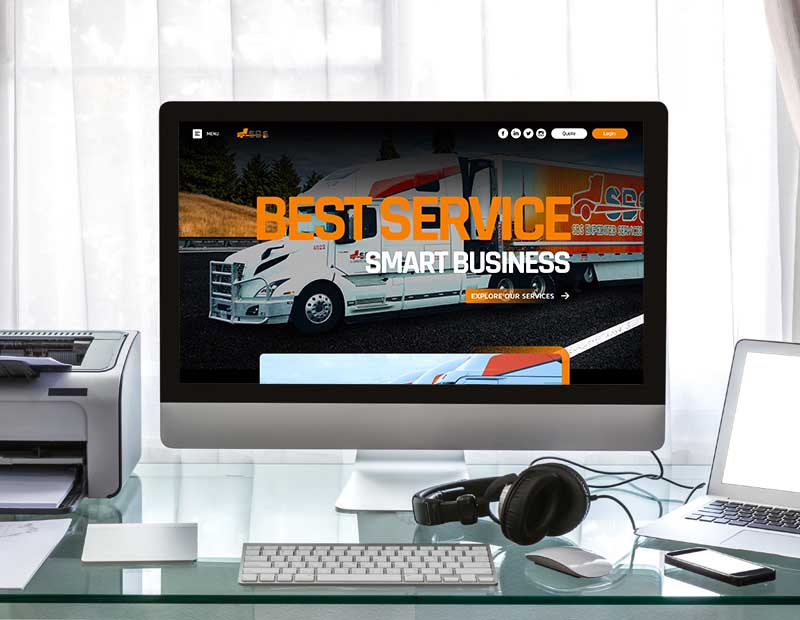 MENU
SDS
Quote
Login
BEST SERVICE
SMART BUSINESS
EXPLORE OUR SERVICES
SDS
SDS EXPEDITED SERVICES